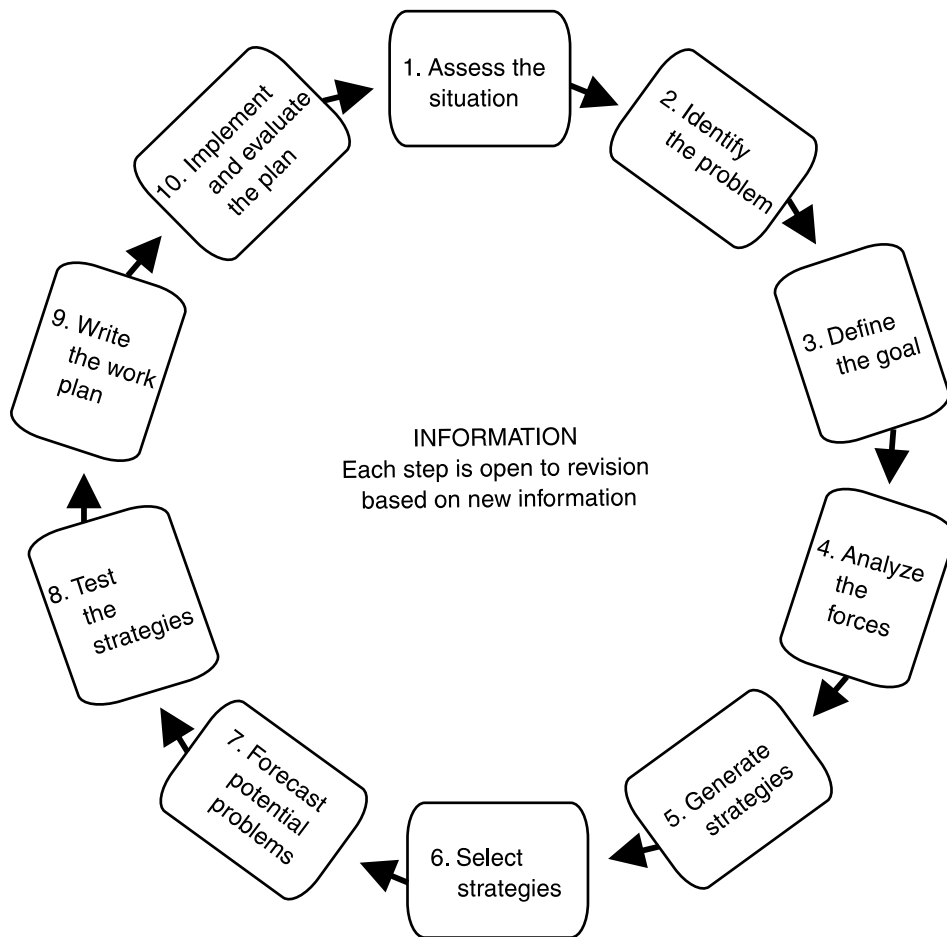 1. Assess the
situation
2. Identify
the problem
3. Define
the goal
4. Analyze
the
forces
5. Generate
strategies
6. Select
strategies
7. Forecast
potential
problems
8. Test
the
strategies
9. Write
the work
plan
10. Implement
and evaluate
the plan
INFORMATION
Each step is open to revision
based on new information